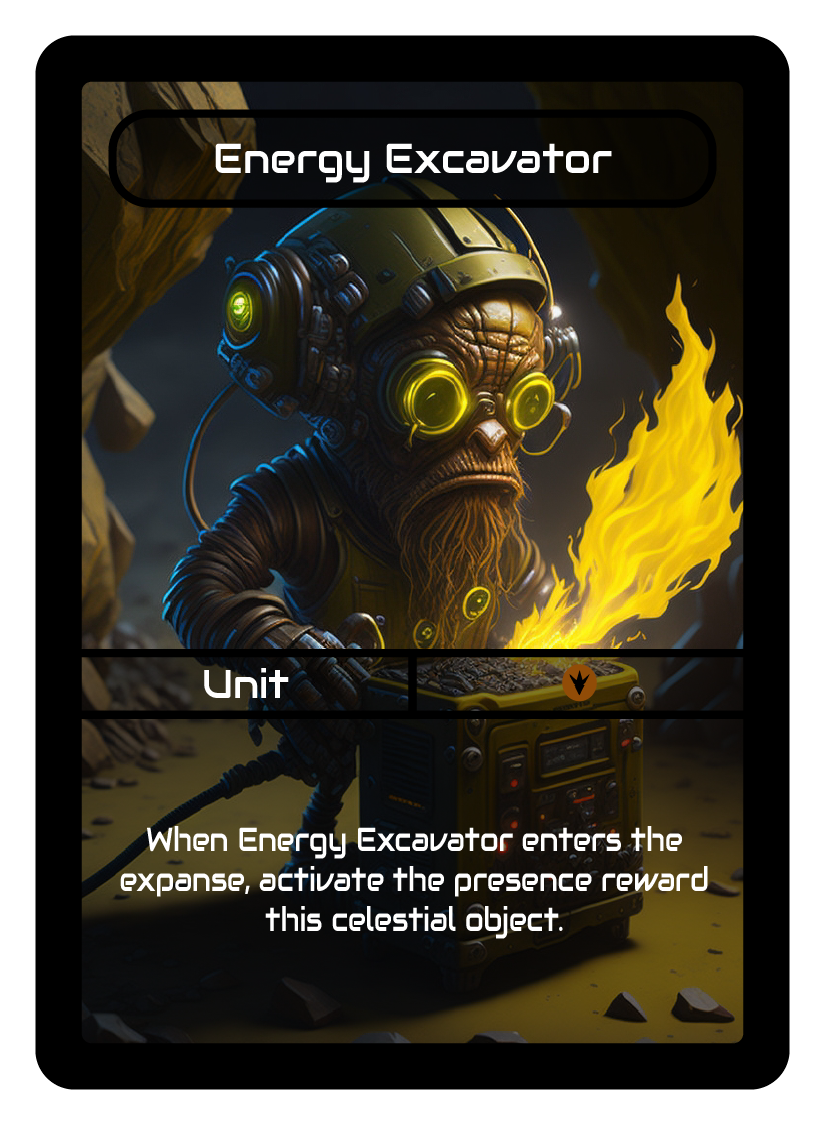 Energy Excavator
Unit
When Energy Excavator enters the
expanse, activate the presence reward
this celestial object.